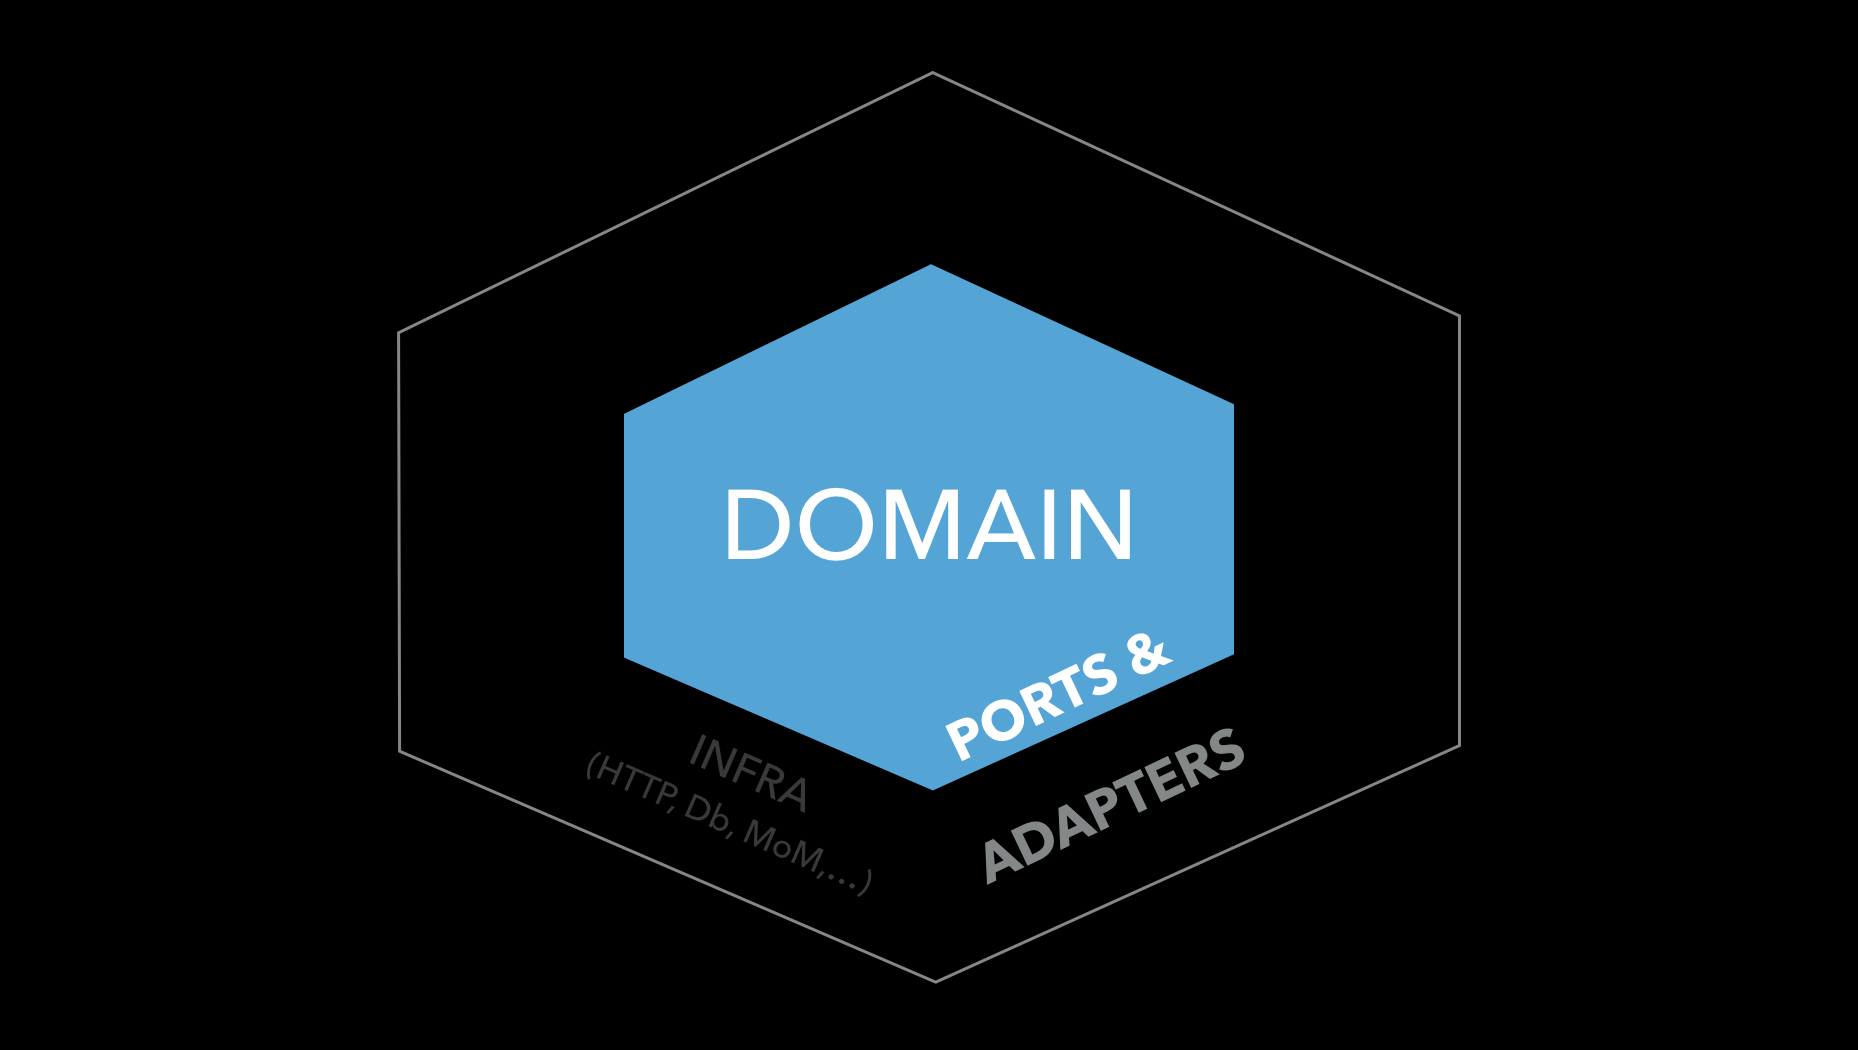 DOMAIN
PORTS &
ADAPTERS
INFRA
(HTTP, Db, MoM,...)